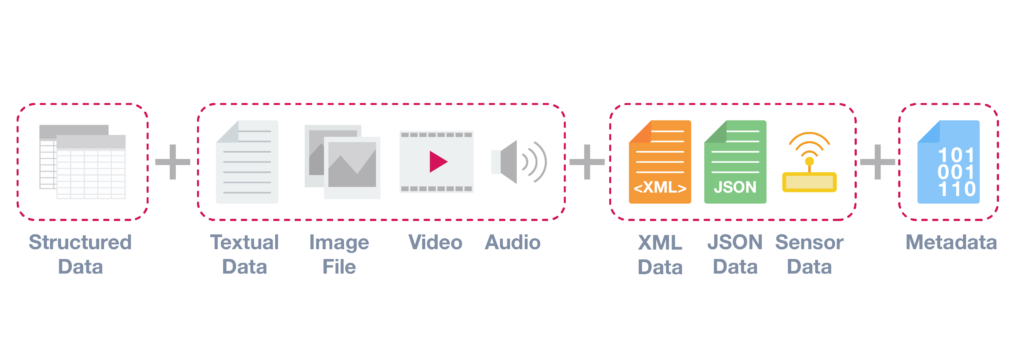 <XML>
JSON
101
001
110
Structured
Data
Textual
Data
Image
File
Video
Audio
XML
Data
JSON
Data
Sensor
Data
Metadata